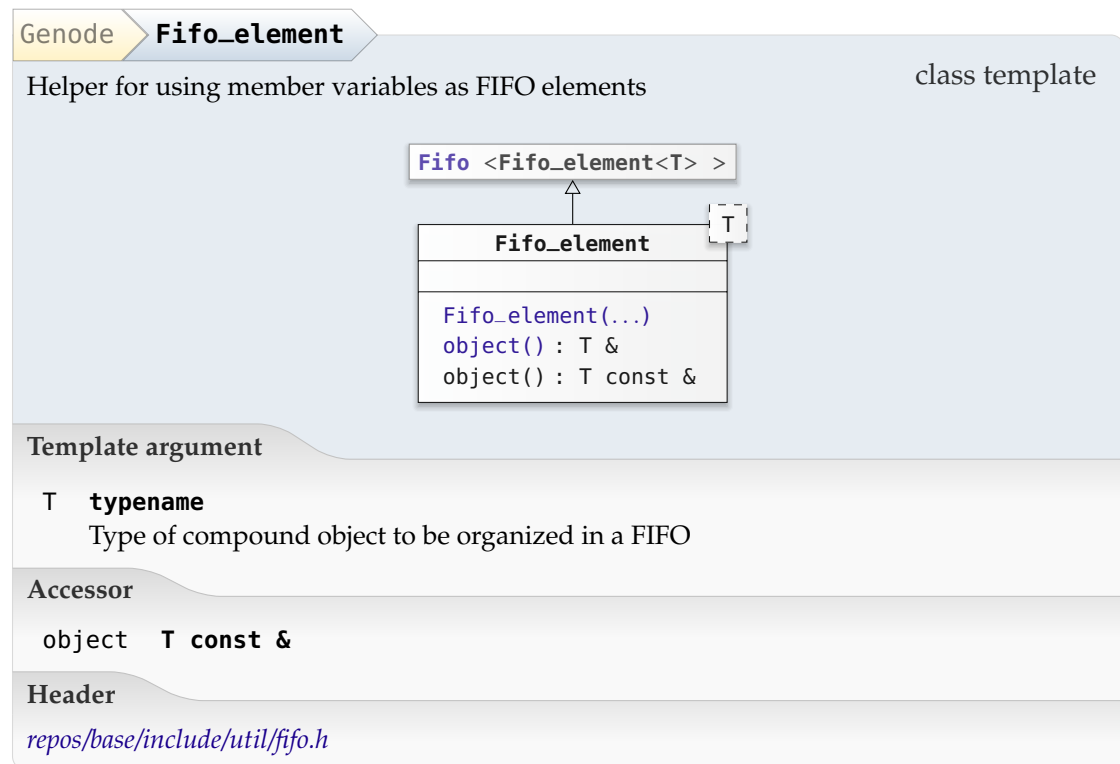 Genode Fifo_element
Helper for using member variables as FIFO elements
class template
Fifo <Fifo_element<T> >
T
Fifo_element
Fifo_element(...)
object() : T &
object() : T const &
Template argument
T typename
Type of compound object to be organized in a FIFO
Accessor
object T const &
Header
repos/base/include/util/fifo.h